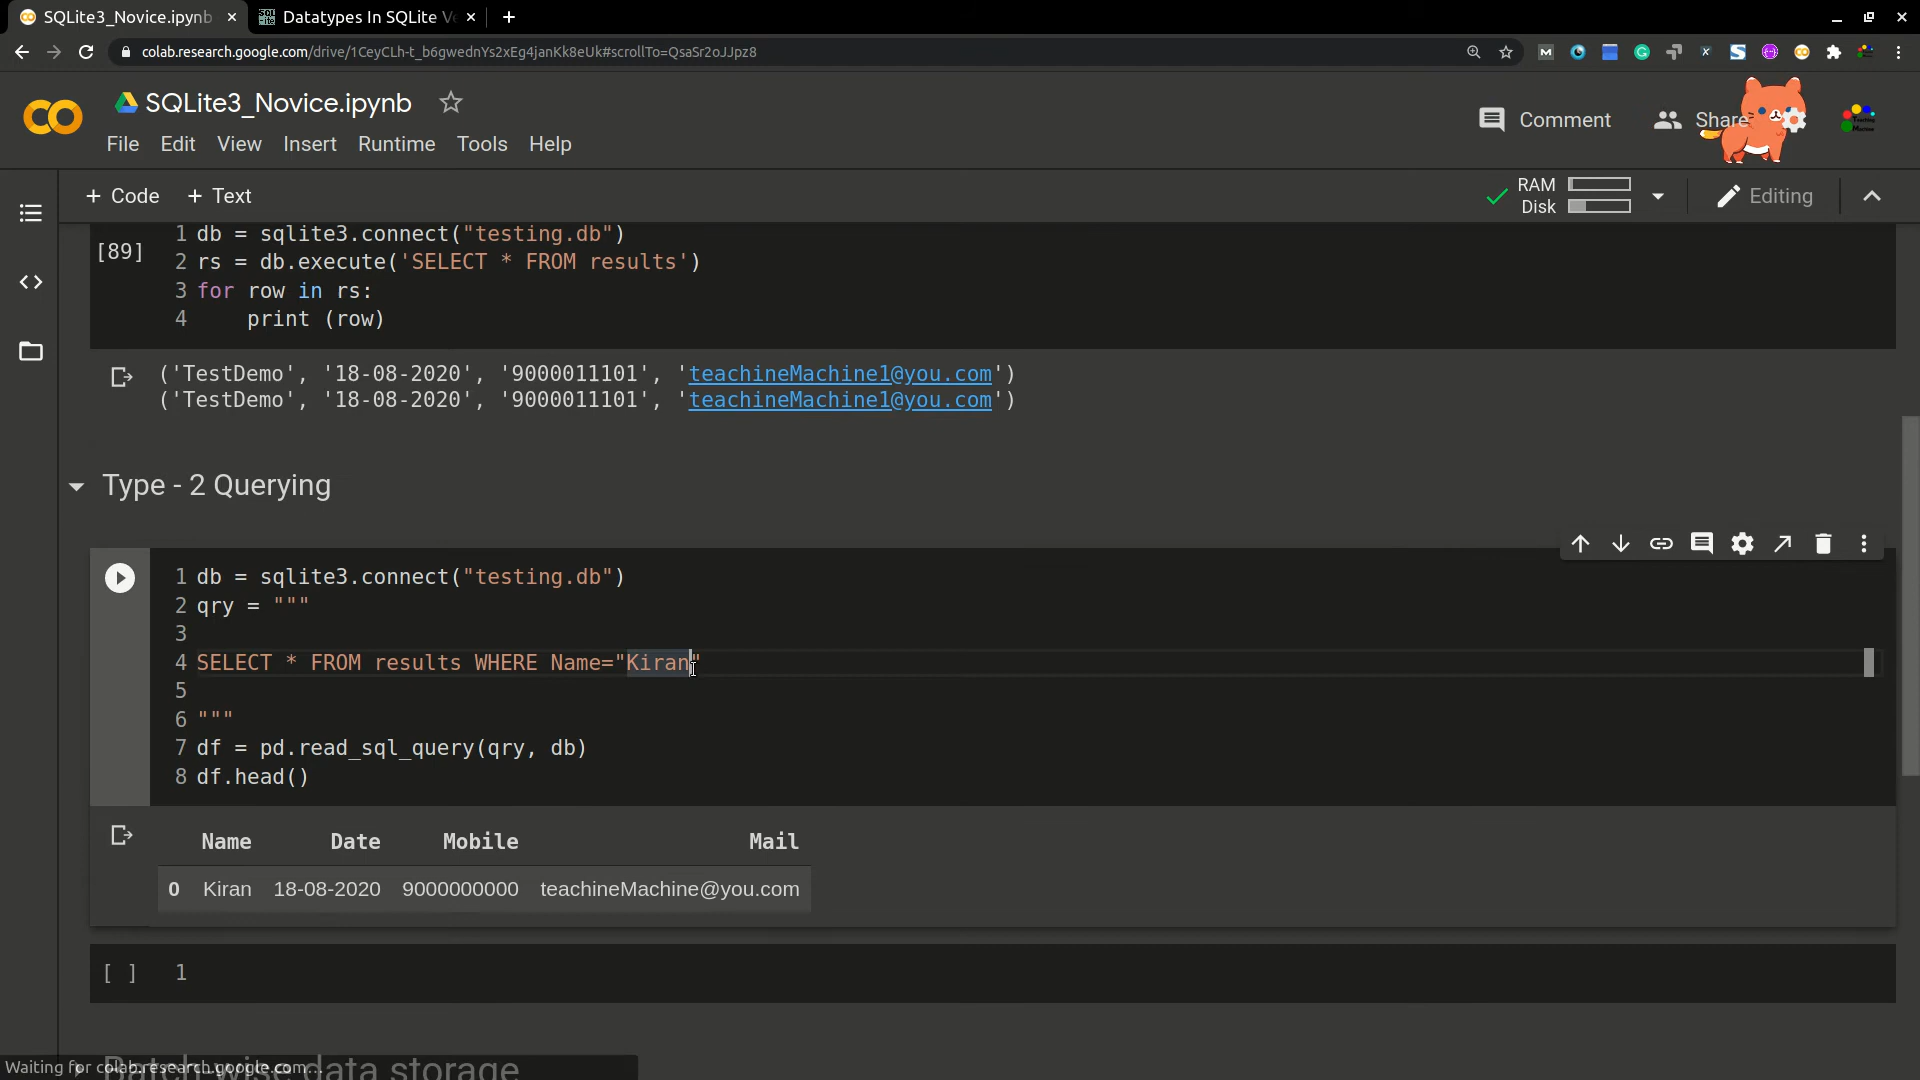 SQLite3_Novice.ipynb
Datatypes In SQLite Ve
colab.research.google.com/drive/1CeyCLh-t_b6gwednYs2xEg4janKk8eUk#scrollTo=QsaSr2oJJpz8
SQLite3_Novice.ipynb
Comment
Share
File Edit View Insert Runtime Tools Help
+ Code + Text
RAM
Disk
Editing
[89]
1 db = sqlite3.connect("testing.db")
2 rs = db.execute('SELECT * FROM results')
3 for row in rs:
4 print (row)
('TestDemo', '18-08-2020', '9000011101', 'teachineMachine1@you.com')
('TestDemo', '18-08-2020', '9000011101', 'teachineMachine1@you.com')
Type - 2 Querying
1 db = sqlite3.connect("testing.db")
2 qry = """
3
4 SELECT * FROM results WHERE Name="Kiran"
5
6 """
7 df = pd.read_sql_query(qry, db)
8 df.head()
Name Date Mobile Mail
0 Kiran 18-08-2020 9000000000 teachineMachine@you.com
[ ] 1
Batch wise data storage
Waiting for colab.research.google.com...